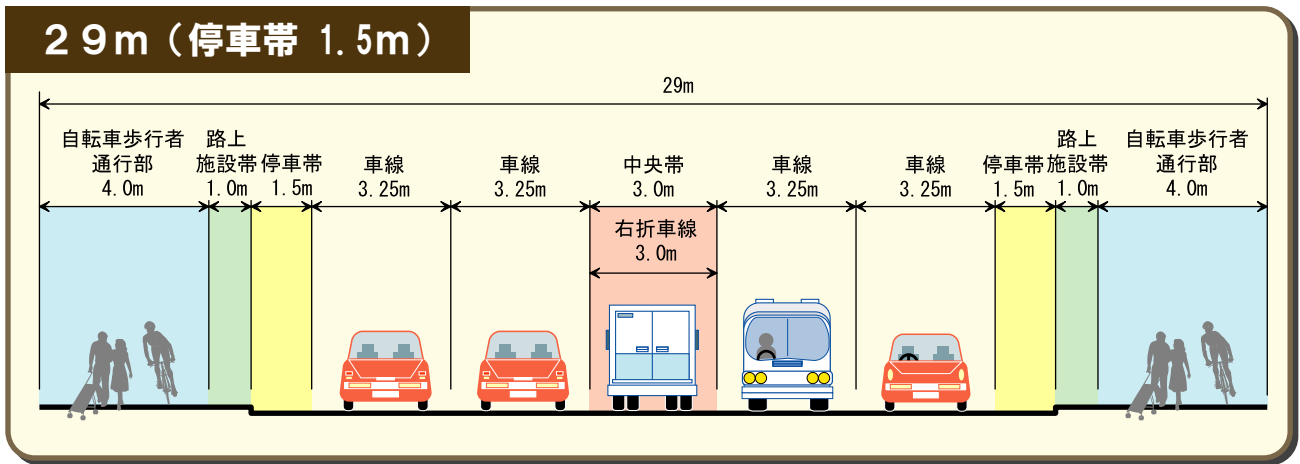 ２９ｍ（停車帯 1.5ｍ）
29m
自転車歩行者
通行部
4.0m
路上
施設帯
1.0m
停車帯
1.5m
車線
3.25m
車線
3.25m
中央帯
3.0m
右折車線
3.0m
車線
3.25m
車線
3.25m
停車帯
1.5m
路上
施設帯
1.0m
自転車歩行者
通行部
4.0m